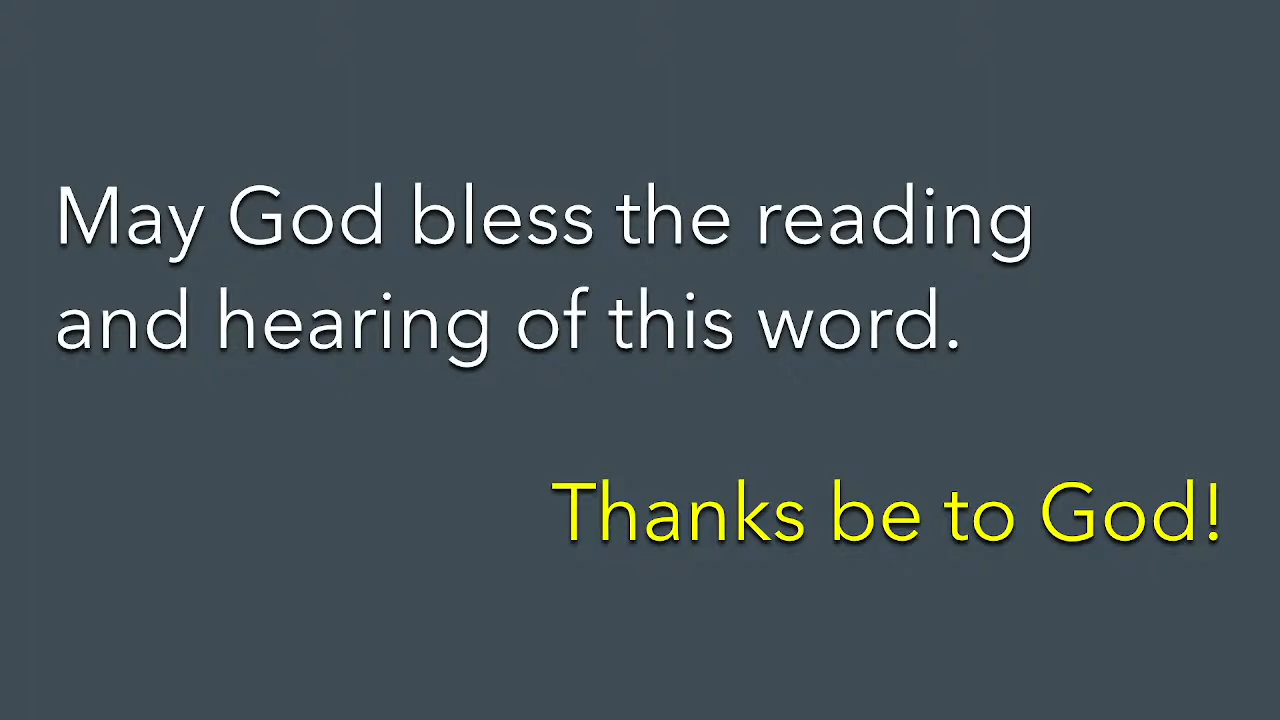 May God bless the reading
and hearing of this word.
Thanks be to God!